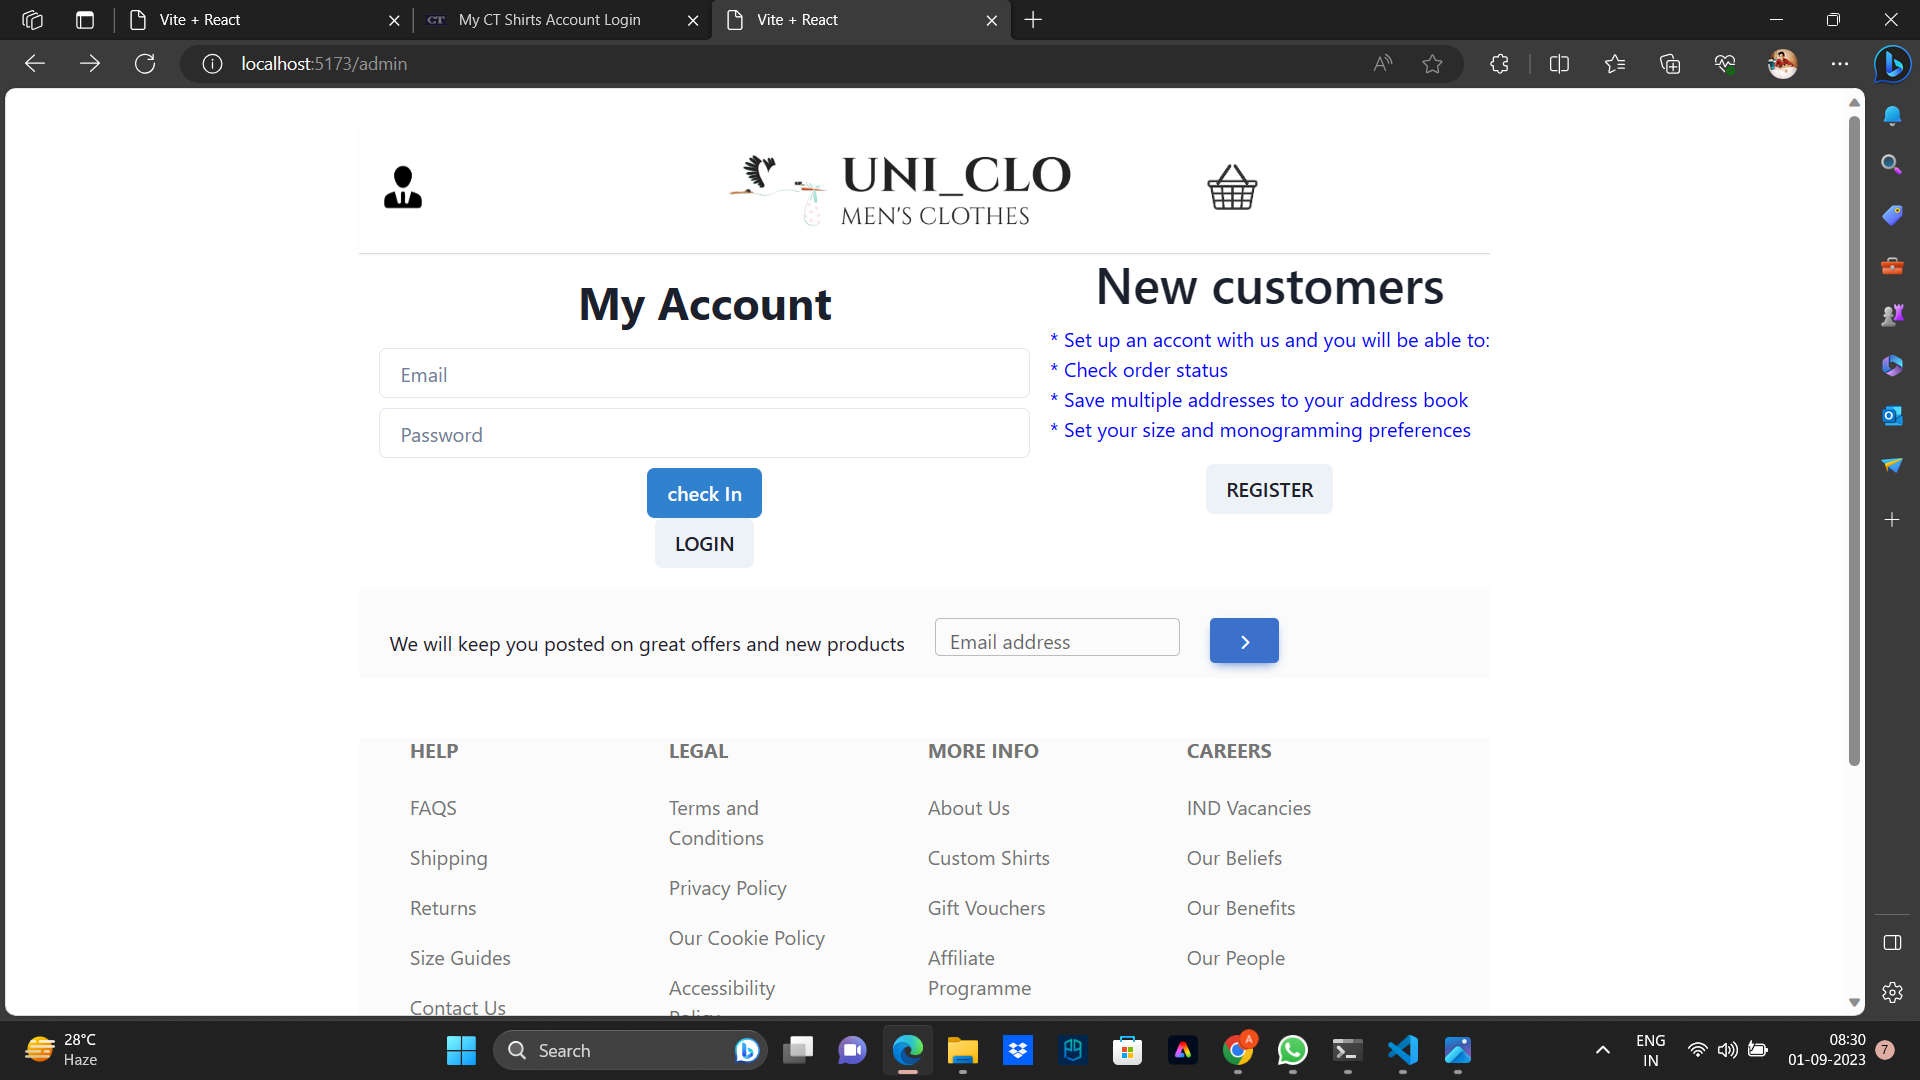 Vite + React
CT My CT Shirts Account Login
Vite + React
localhost:5173/admin
UNI_CLO
MEN'S CLOTHES
My Account
Email
Password
check In
LOGIN
New customers
* Set up an accont with us and you will be able to:
* Check order status
* Save multiple addresses to your address book
* Set your size and monogramming preferences
REGISTER
We will keep you posted on great offers and new products
Email address
HELP
FAQS
Shipping
Returns
Size Guides
Contact Us
LEGAL
Terms and
Conditions
Privacy Policy
Our Cookie Policy
Accessibility
Policy
MORE INFO
About Us
Custom Shirts
Gift Vouchers
Affiliate
Programme
CAREERS
IND Vacancies
Our Beliefs
Our Benefits
Our People
28°C
Haze
Search
A
ENG
IN
08:30
01-09-2023
7